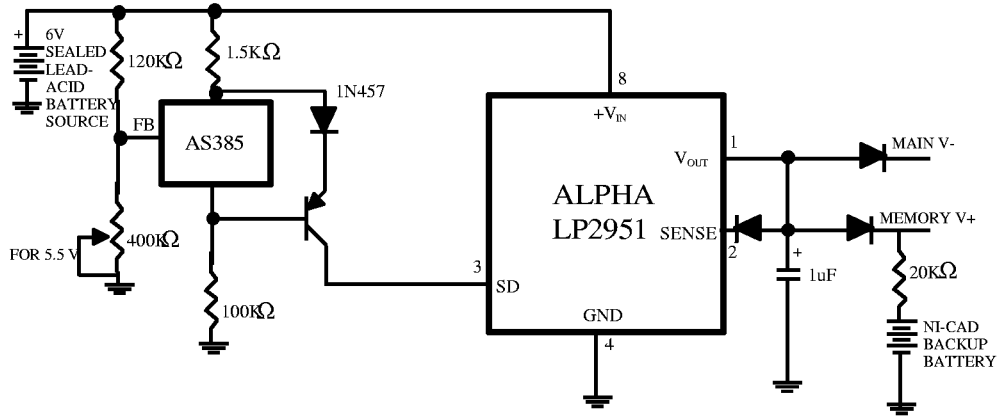 + 6V
SEALED
LEAD-
ACID
BATTERY
SOURCE
120KΩ
1.5KΩ
1N457
FB
AS385
FOR 5.5 V
400KΩ
100KΩ
8
+VIN
1
VOUT
ALPHA
LP2951
SENSE
2
3
SD
GND
4
MAIN V-
MEMORY V+
+
1uF
20KΩ
NI-CAD
BACKUP
BATTERY